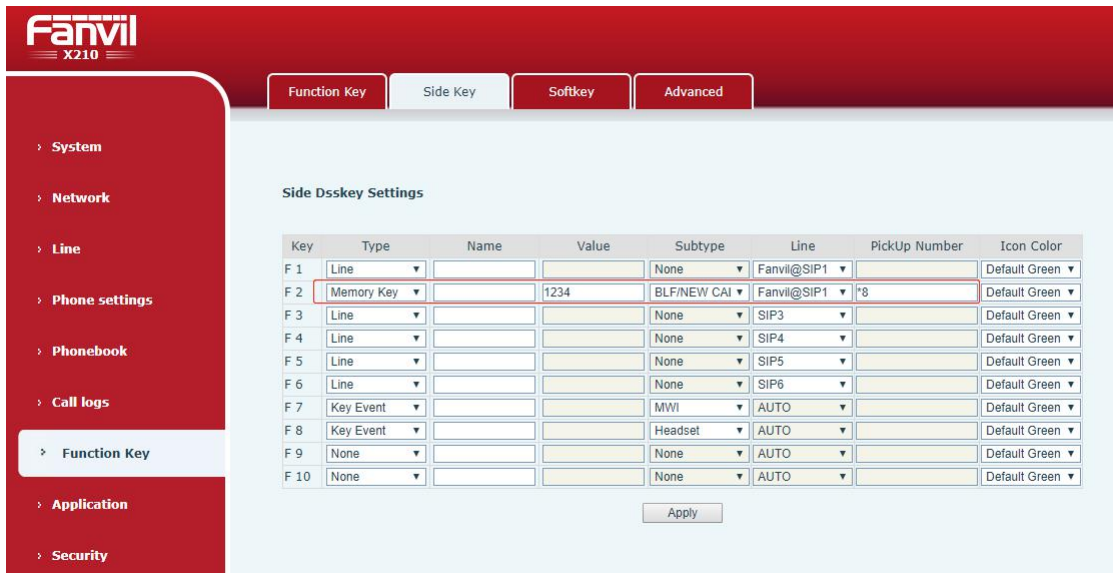 Fanvil
X210
Function Key Side Key Softkey Advanced
› System
› Network
› Line
› Phone settings
› Phonebook
› Call logs
› Function Key
› Application
› Security
Side Dsskey Settings
Key Type Name Value Subtype Line PickUp Number Icon Color
F 1 Line None Fanvil@SIP1 Default Green
F 2 Memory Key 1234 BLF/NEW CAI Fanvil@SIP1 *8 Default Green
F 3 Line None SIP3 Default Green
F 4 Line None SIP4 Default Green
F 5 Line None SIP5 Default Green
F 6 Line None SIP6 Default Green
F 7 Key Event MWI AUTO Default Green
F 8 Key Event Headset AUTO Default Green
F 9 None None AUTO Default Green
F 10 None None AUTO Default Green
Apply